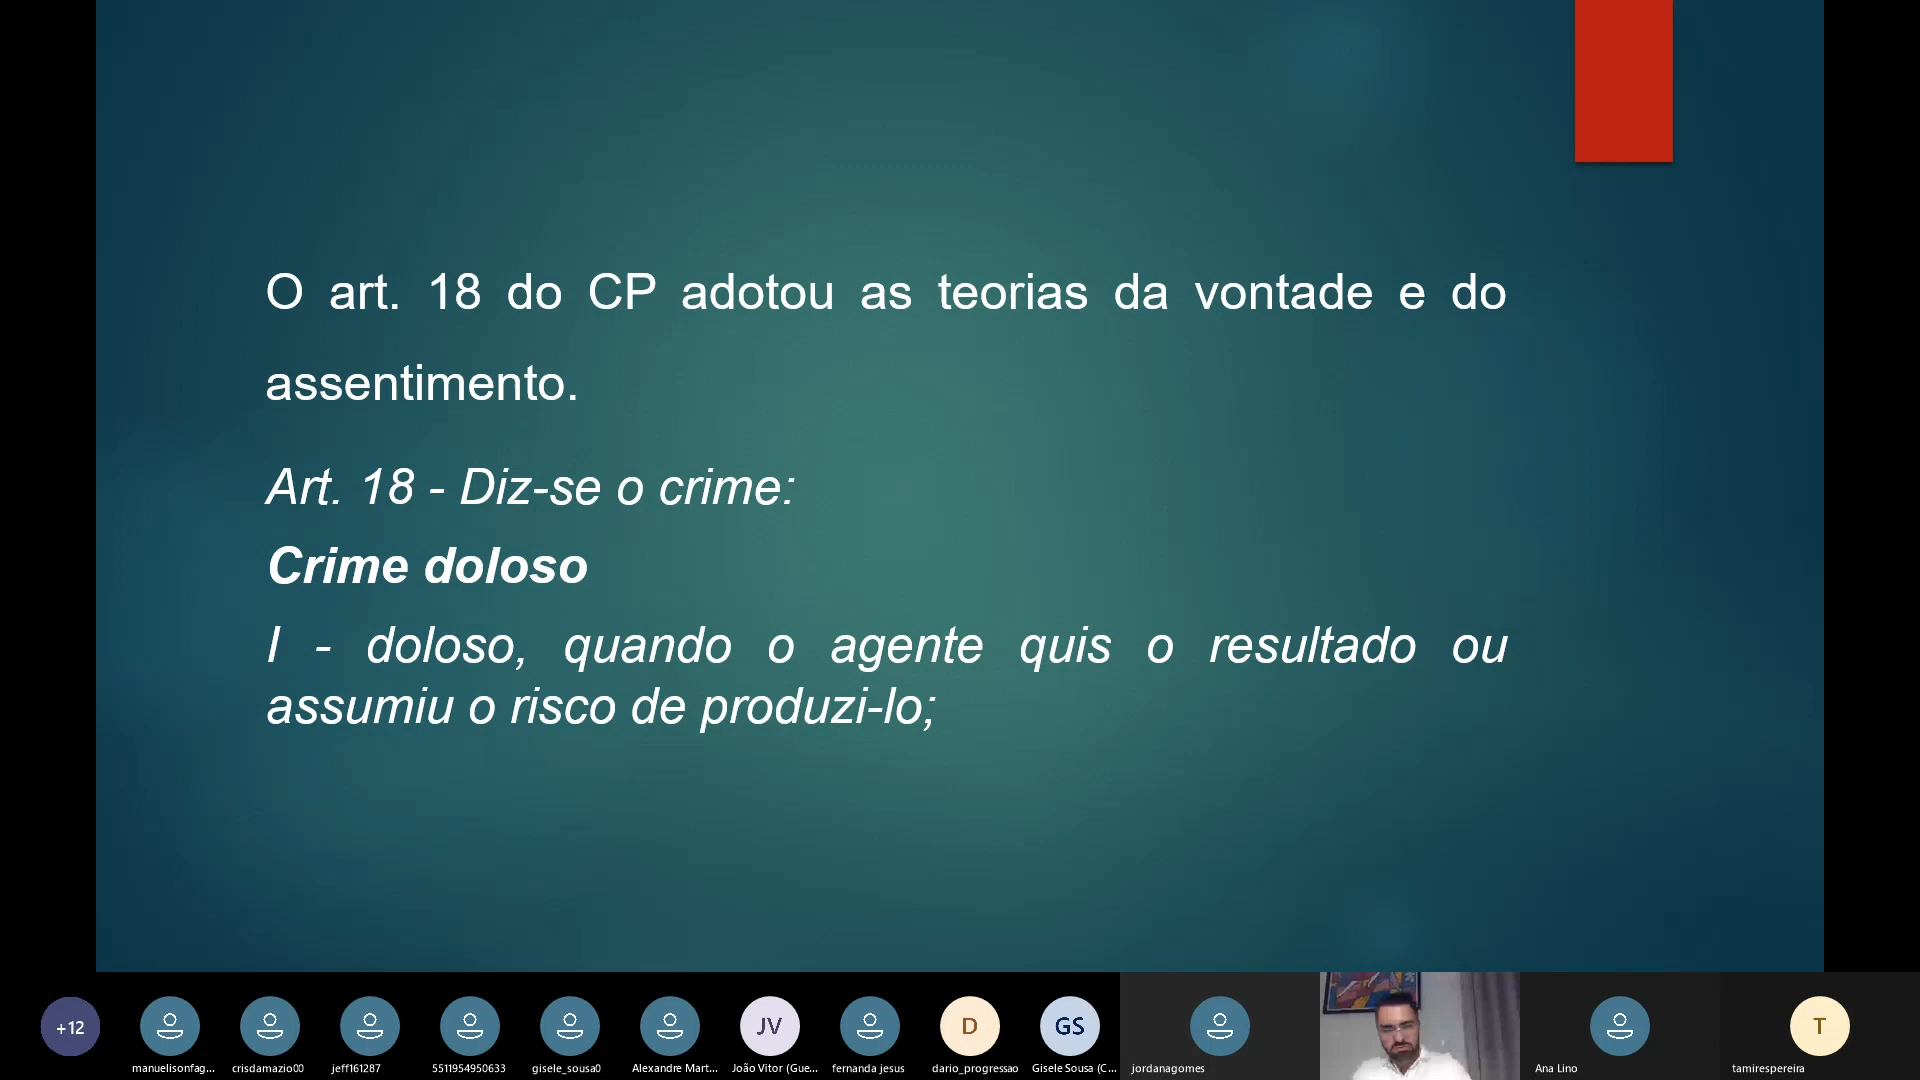 O art. 18 do CP adotou as teorias da vontade e do
assentimento.
Art. 18 - Diz-se o crime:
Crime doloso
I - doloso, quando o agente quis o resultado ou
assumiu o risco de produzi-lo;
+12
manuelisonfag...
crisdamazio00
jeff161287
5511954950633
gisele_sousa0
Alexandre Mart...
JV
João Vitor (Gue...
fernanda jesus
D
dario_progressao
GS
Gisele Sousa (C...
jordanagomes
Ana Lino
T
tamirespereira